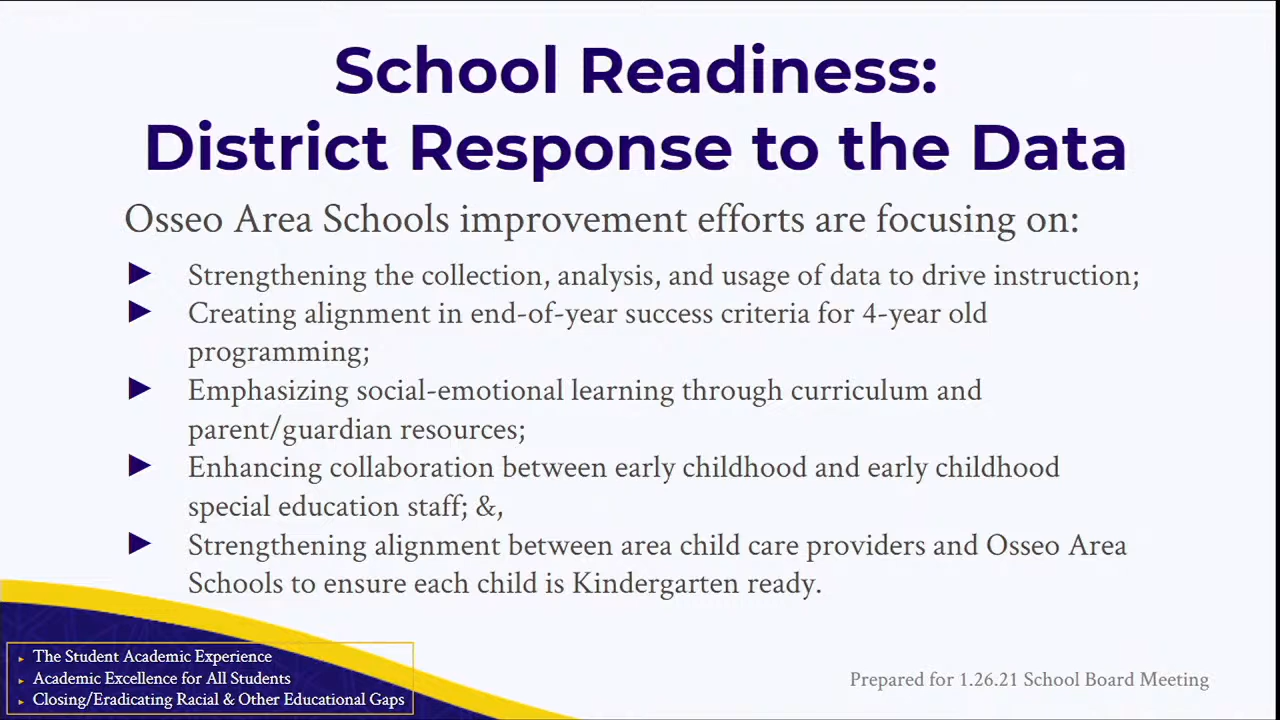 School Readiness:
District Response to the Data
Osseo Area Schools improvement efforts are focusing on:
► Strengthening the collection, analysis, and usage of data to drive instruction;
► Creating alignment in end-of-year success criteria for 4-year old
programming;
► Emphasizing social-emotional learning through curriculum and
parent/guardian resources;
► Enhancing collaboration between early childhood and early childhood
special education staff; &,
► Strengthening alignment between area child care providers and Osseo Area
Schools to ensure each child is Kindergarten ready.
► The Student Academic Experience
► Academic Excellence for All Students
► Closing/Eradicating Racial & Other Educational Gaps
Prepared for 1.26.21 School Board Meeting